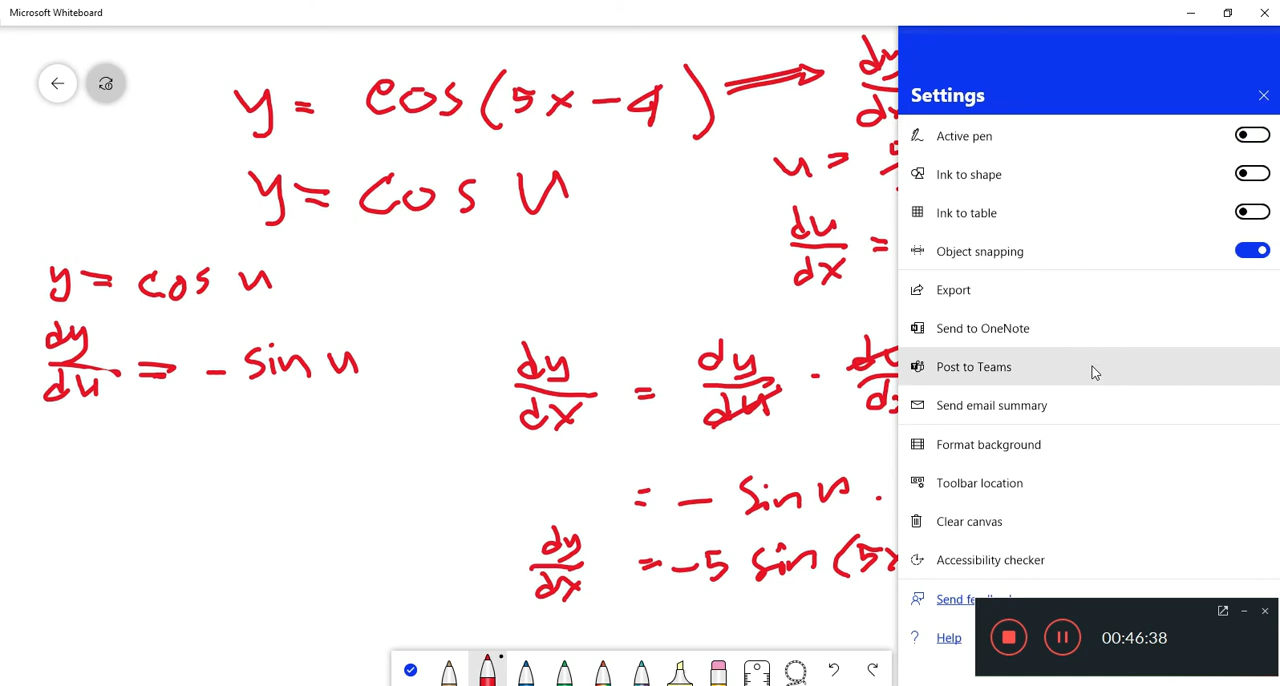 Microsoft Whiteboard
y = cos(5x - 4) ⟹ dy/dx
y = cos u
u =
du/dx =
y = cos u
dy/du = - sin u
dy/dx = dy/du · du/dx
= - sin u ·
dy/dx = -5 sin (5x
Settings
Active pen
Ink to shape
Ink to table
Object snapping
Export
Send to OneNote
Post to Teams
Send email summary
Format background
Toolbar location
Clear canvas
Accessibility checker
Send
Help
00:46:38